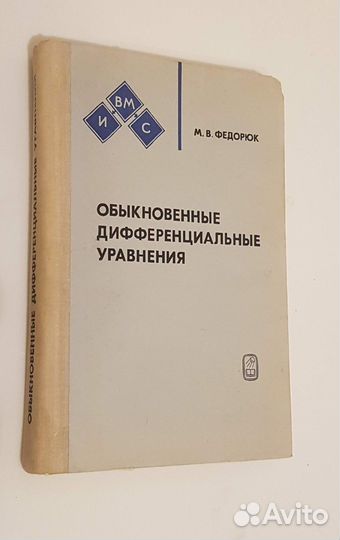 ВМ
И · С
М. В. ФЕДОРЮК
ОБЫКНОВЕННЫЕ
ДИФФЕРЕНЦИАЛЬНЫЕ
УРАВНЕНИЯ
ОБЫКНОВЕННЫЕ ДИФФЕРЕНЦИАЛЬНЫЕ УРАВНЕНИЯ
Avito